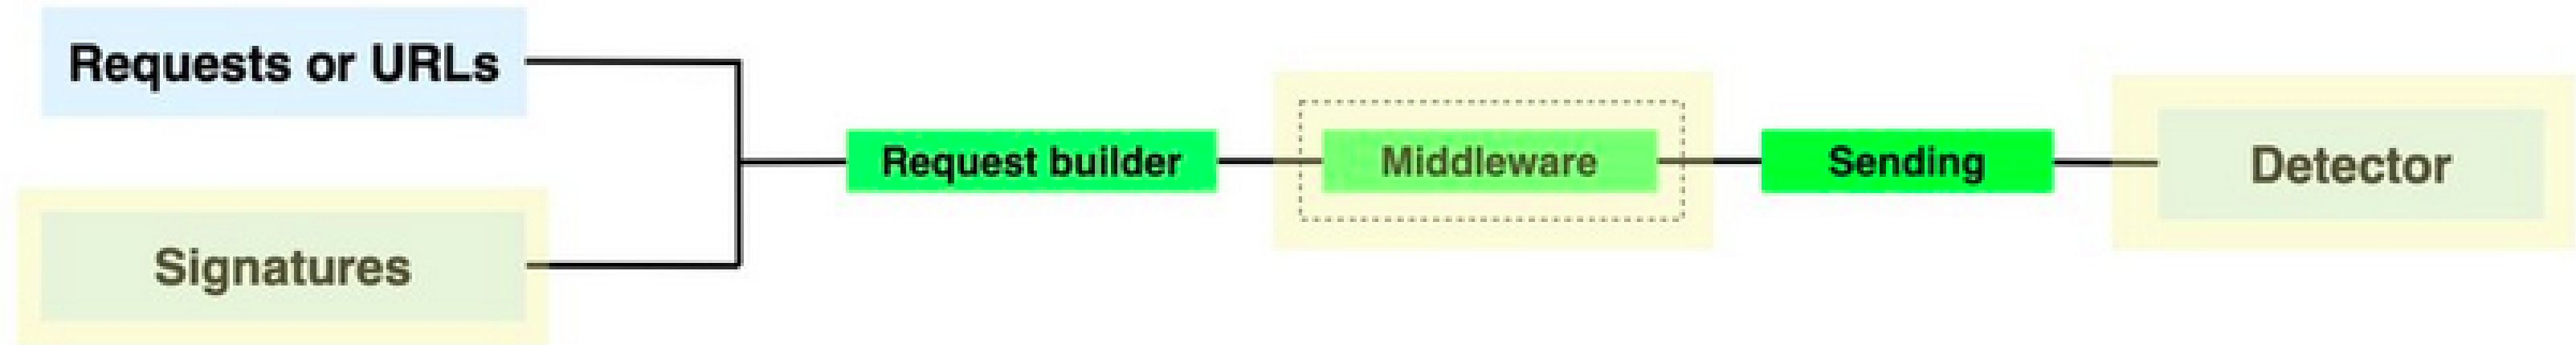 Requests or URLs
Signatures
Request builder
Middleware
Sending
Detector